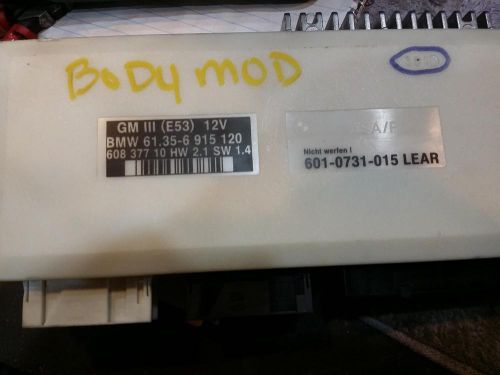 BODY MOD
GM III (E53) 12V
BMW 61.35-6 915 120
608 377 10 HW 2.1 SW 1.4
Nicht werfen !
601-0731-015 LEAR